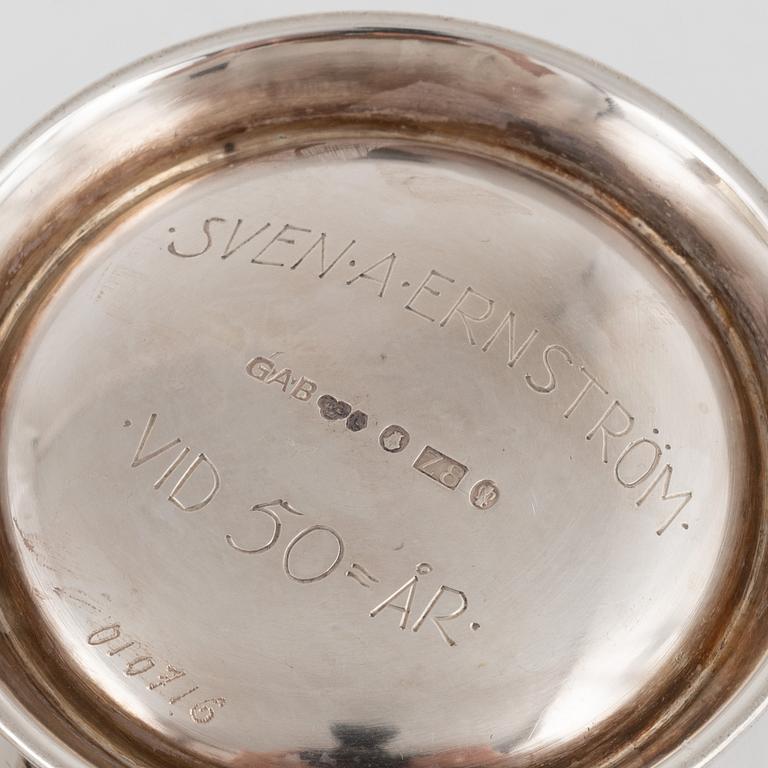 ·SVEN·A·ERNSTRÖM·
GAB Z8
·VID 50=ÅR·
010716